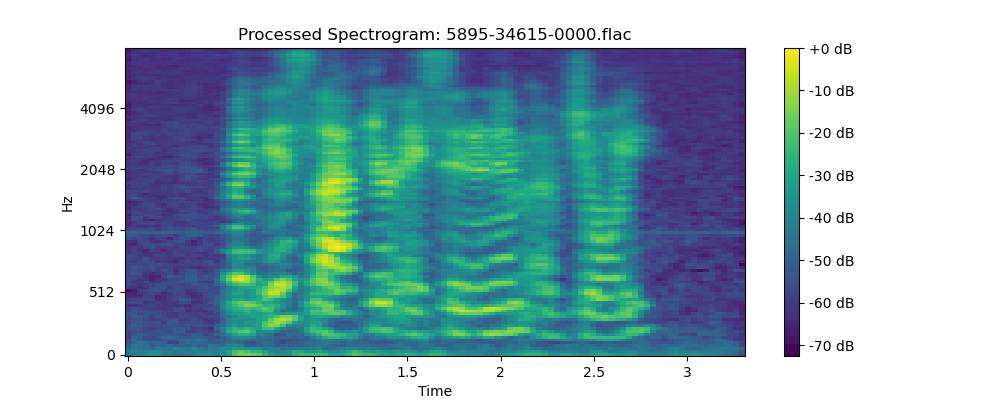 Processed Spectrogram: 5895-34615-0000.flac
Hz
4096
2048
1024
512
0
0 0.5 1 1.5 2 2.5 3
Time
+0 dB
-10 dB
-20 dB
-30 dB
-40 dB
-50 dB
-60 dB
-70 dB